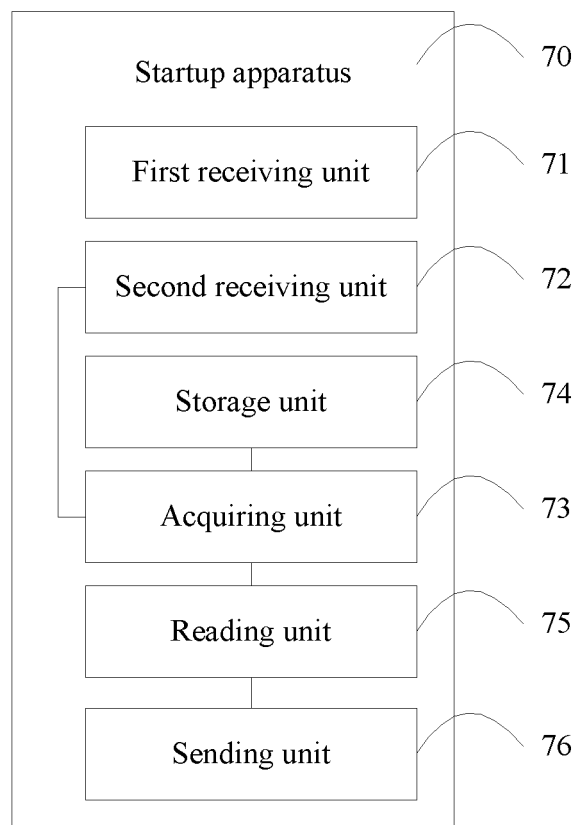 Startup apparatus 70
First receiving unit 71
Second receiving unit 72
Storage unit 74
Acquiring unit 73
Reading unit 75
Sending unit 76